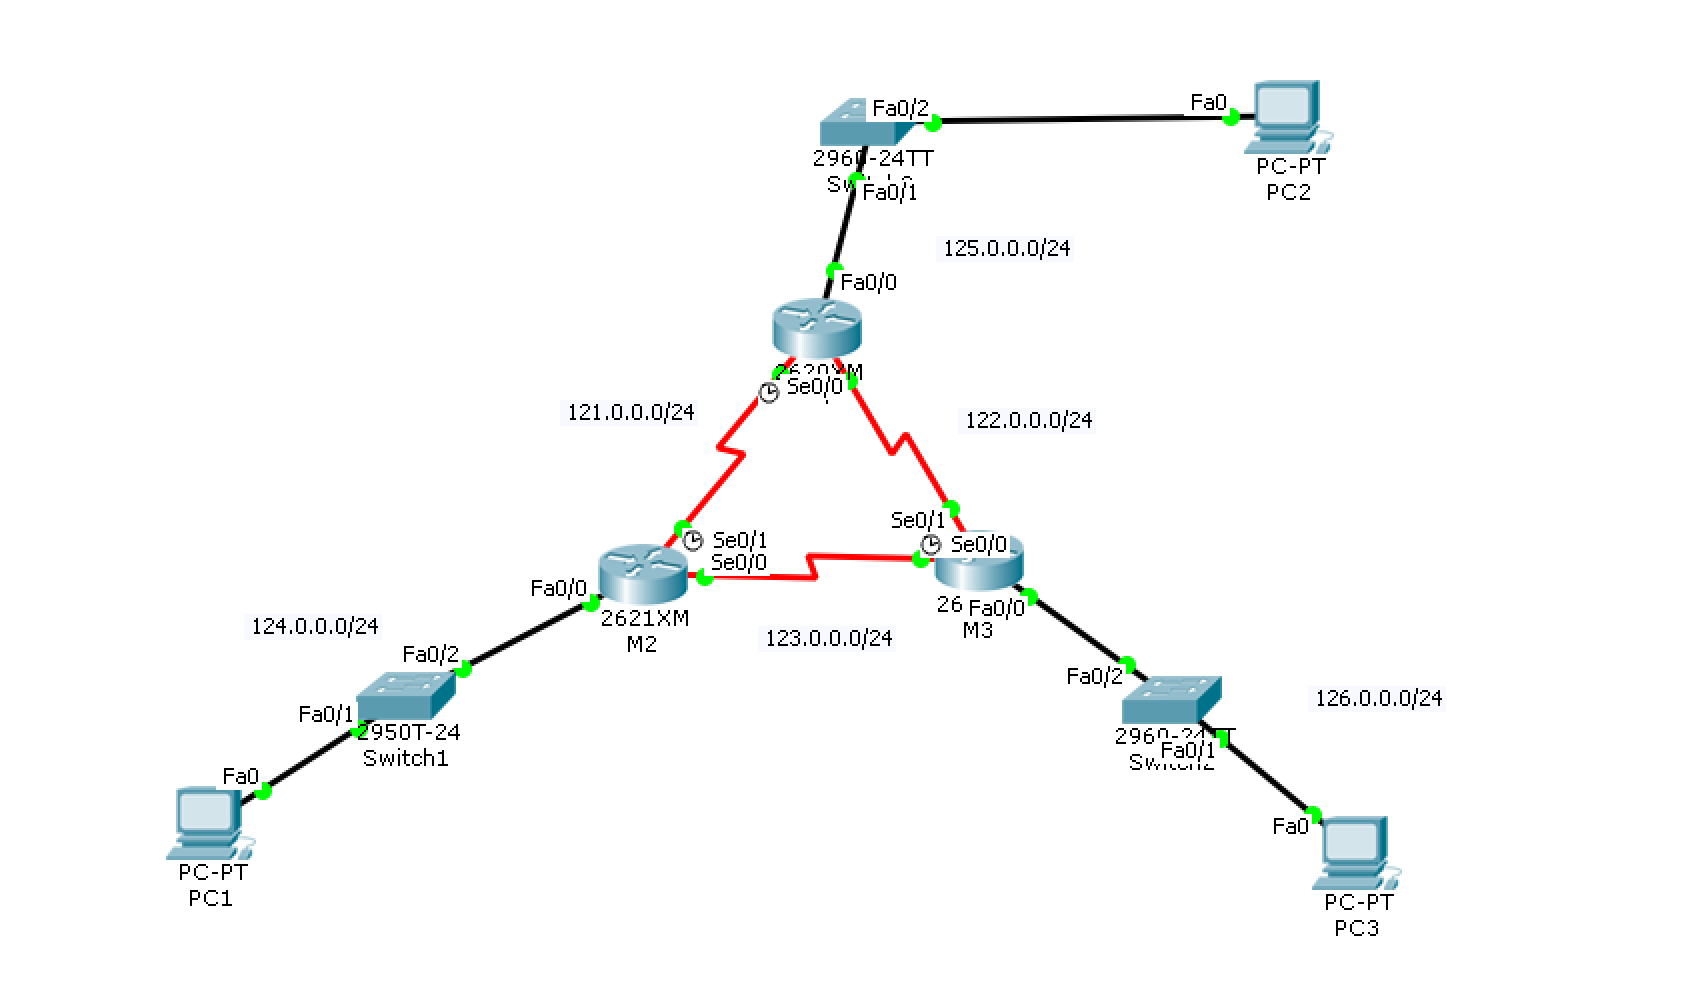 Fa0/2
Fa0
2960-24TT
Fa0/1
PC-PT
PC2
125.0.0.0/24
Fa0/0
Se0/0
121.0.0.0/24
122.0.0.0/24
Se0/1
Se0/0
Se0/1
Se0/0
Fa0/0
2621XM
M2
26
Fa0/0
M3
124.0.0.0/24
123.0.0.0/24
Fa0/2
Fa0/2
126.0.0.0/24
Fa0/1
2950T-24
Switch1
Fa0/1
Fa0
Fa0
PC-PT
PC1
PC-PT
PC3